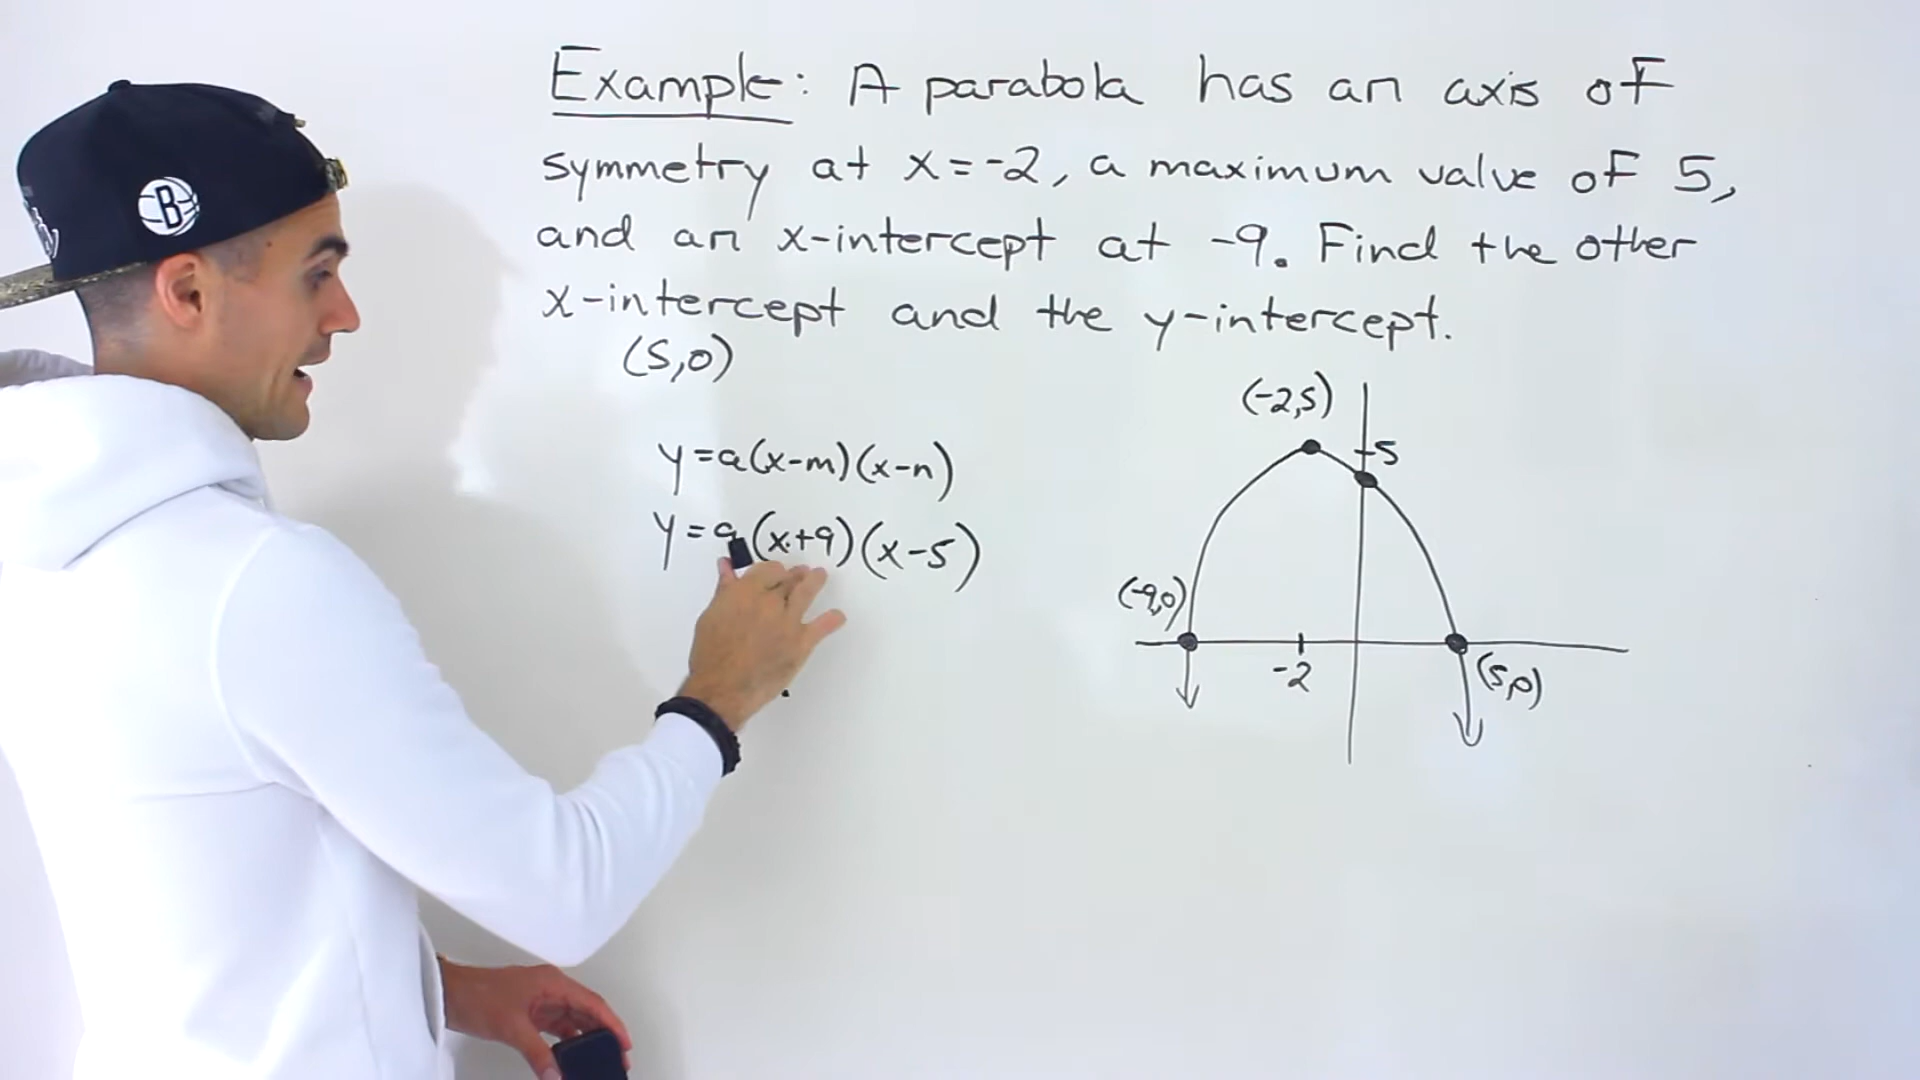 Example: A parabola has an axis of
symmetry at x=-2, a maximum value of 5,
and an x-intercept at -9. Find the other
x-intercept and the y-intercept.
(5,0)
y=a(x-m)(x-n)
y=a(x+9)(x-5)
(-2,5)
5
(-9,0)
-2
(5,0)
B